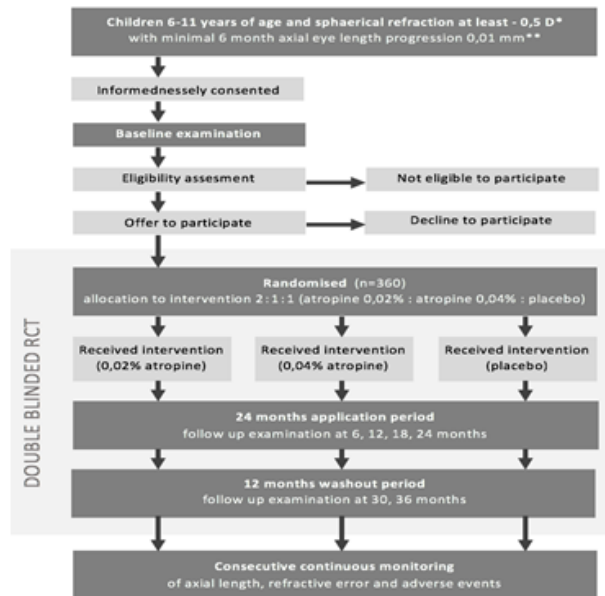 Children 6-11 years of age and sphaerical refraction at least - 0,5 D*
with minimal 6 month axial eye length progression 0,01 mm**
Informednessely consented
Baseline examination
Eligibility assesment
Not eligible to participate
Offer to participate
Decline to participate
DOUBLE BLINDED RCT
Randomised (n=360)
allocation to intervention 2:1:1 (atropine 0,02% : atropine 0,04% : placebo)
Received intervention
(0,02% atropine)
Received intervention
(0,04% atropine)
Received intervention
(placebo)
24 months application period
follow up examination at 6, 12, 18, 24 months
12 months washout period
follow up examination at 30, 36 months
Consecutive continuous monitoring
of axial length, refractive error and adverse events